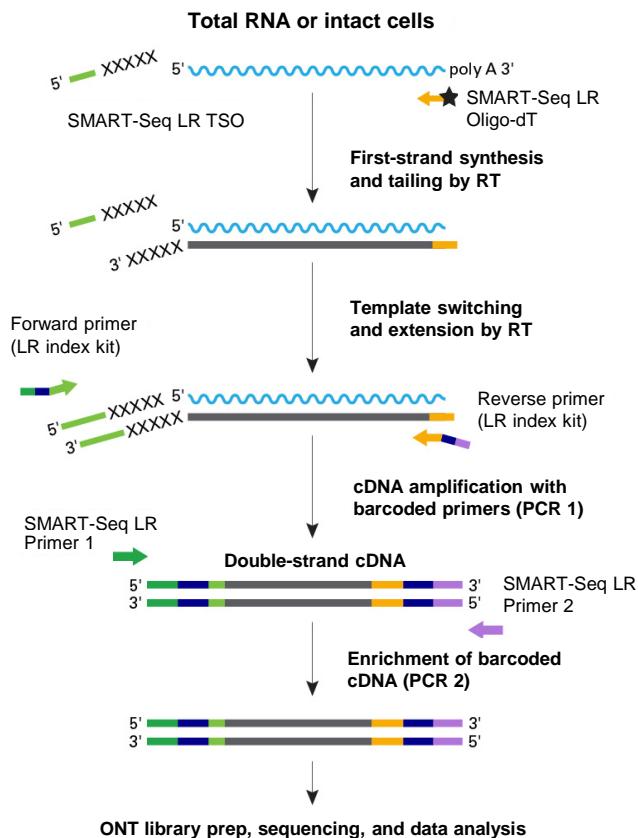 Total RNA or intact cells
5' XXXXX
5' poly A 3'
SMART-Seq LR TSO
SMART-Seq LR
Oligo-dT
First-strand synthesis
and tailing by RT
5' XXXXX
5'
3' XXXXX
Template switching
and extension by RT
Forward primer
(LR index kit)
5' XXXXX
5'
3' XXXXX
Reverse primer
(LR index kit)
cDNA amplification with
barcoded primers (PCR 1)
SMART-Seq LR
Primer 1
Double-strand cDNA
5' 3'
3' 5'
SMART-Seq LR
Primer 2
Enrichment of barcoded
cDNA (PCR 2)
5' 3'
3' 5'
ONT library prep, sequencing, and data analysis